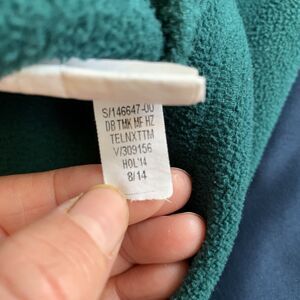 S/146647-00
DB TMK MF HZ
TELNXTTM
V/309156
HOL'14
8/14